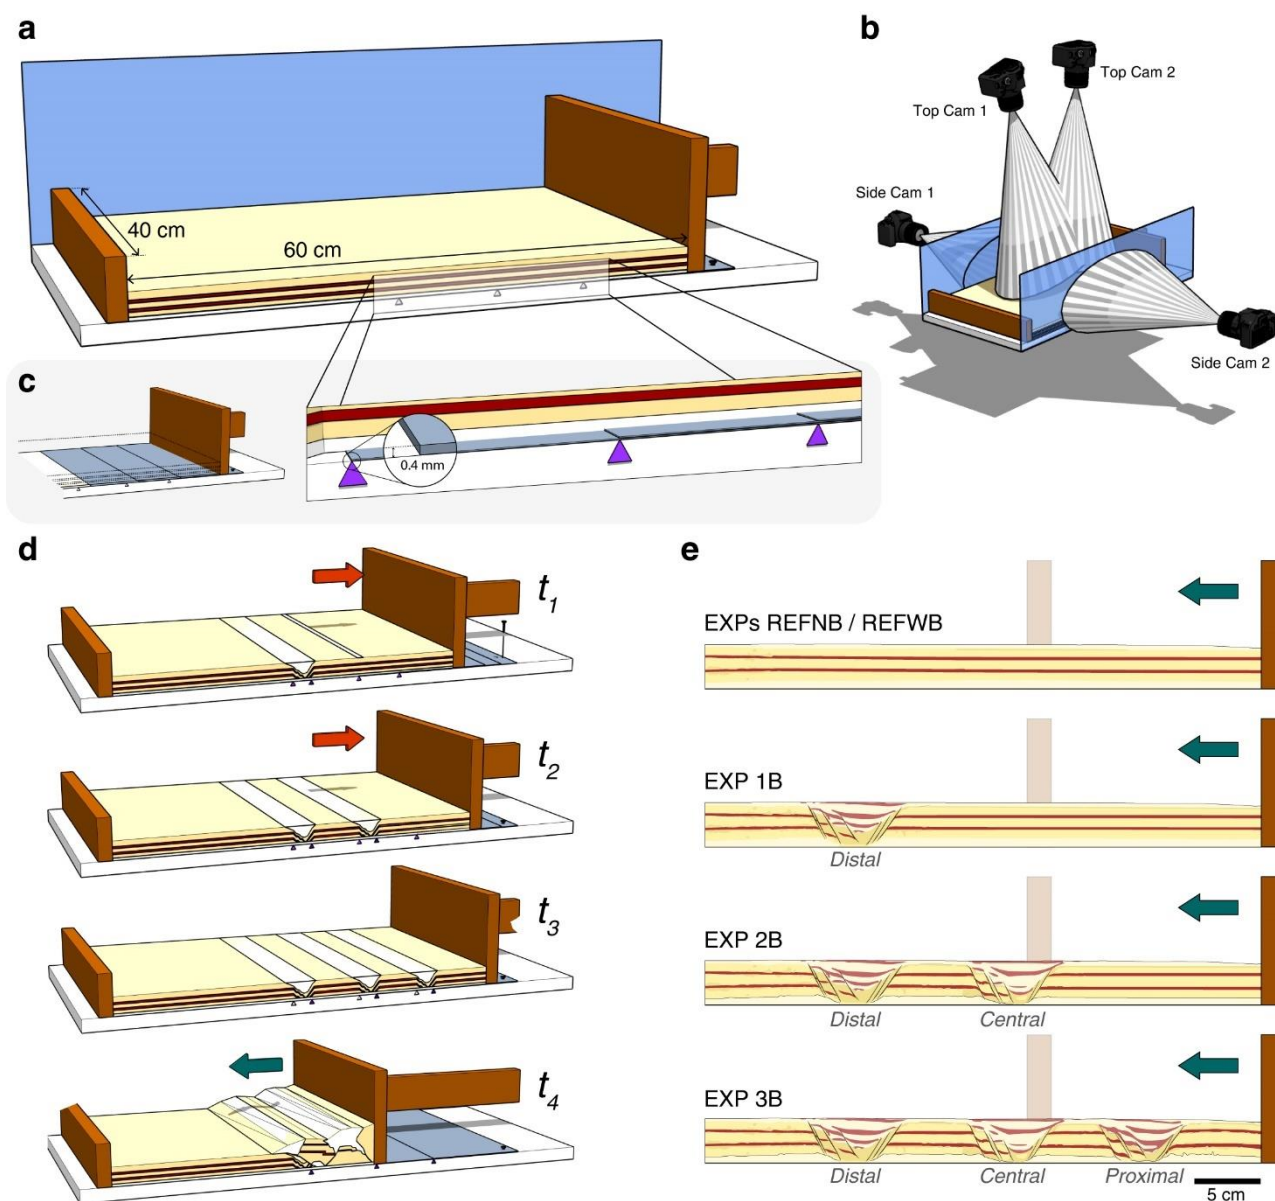 a
40 cm
60 cm
b
Top Cam 1
Top Cam 2
Side Cam 1
Side Cam 2
c
0.4 mm
d
t1
t2
t3
t4
e
EXPs REFNB / REFWB
EXP 1B
Distal
EXP 2B
Distal
Central
EXP 3B
Distal
Central
Proximal
5 cm